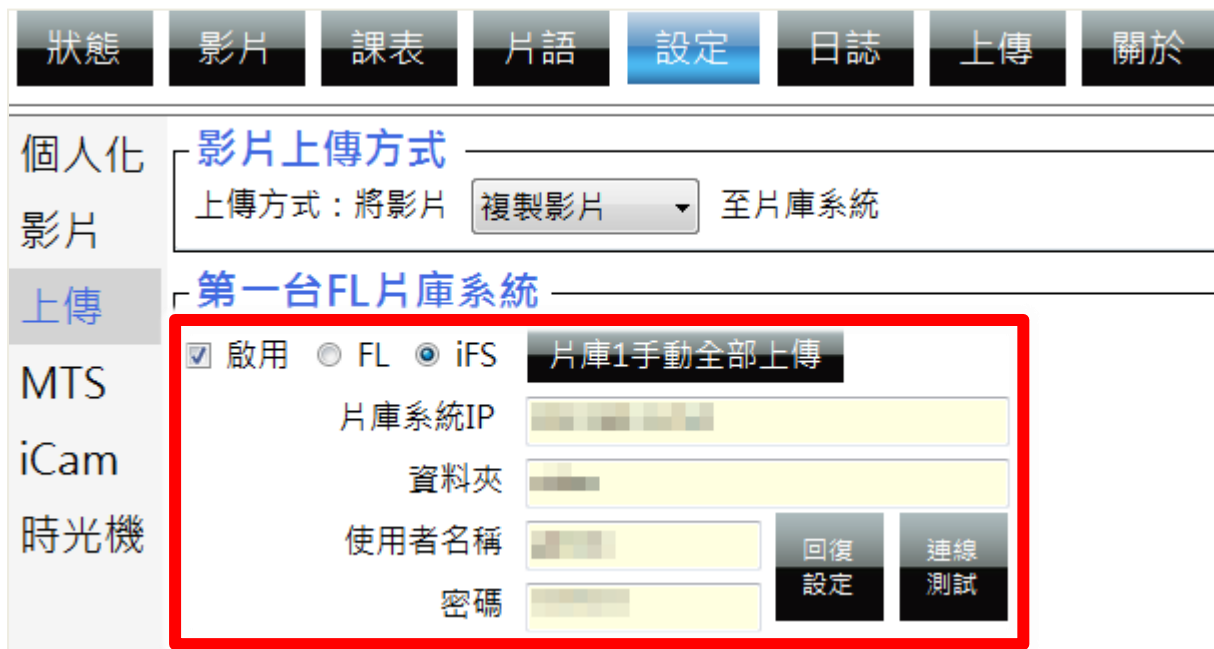 狀態 影片 課表 片語 設定 日誌 上傳 關於
個人化
影片
上傳
MTS
iCam
時光機
影片上傳方式
上傳方式：將影片 複製影片 至片庫系統
第一台FL片庫系統
啟用 FL iFS 片庫1手動全部上傳
片庫系統IP
資料夾
使用者名稱
密碼
回復
設定
連線
測試